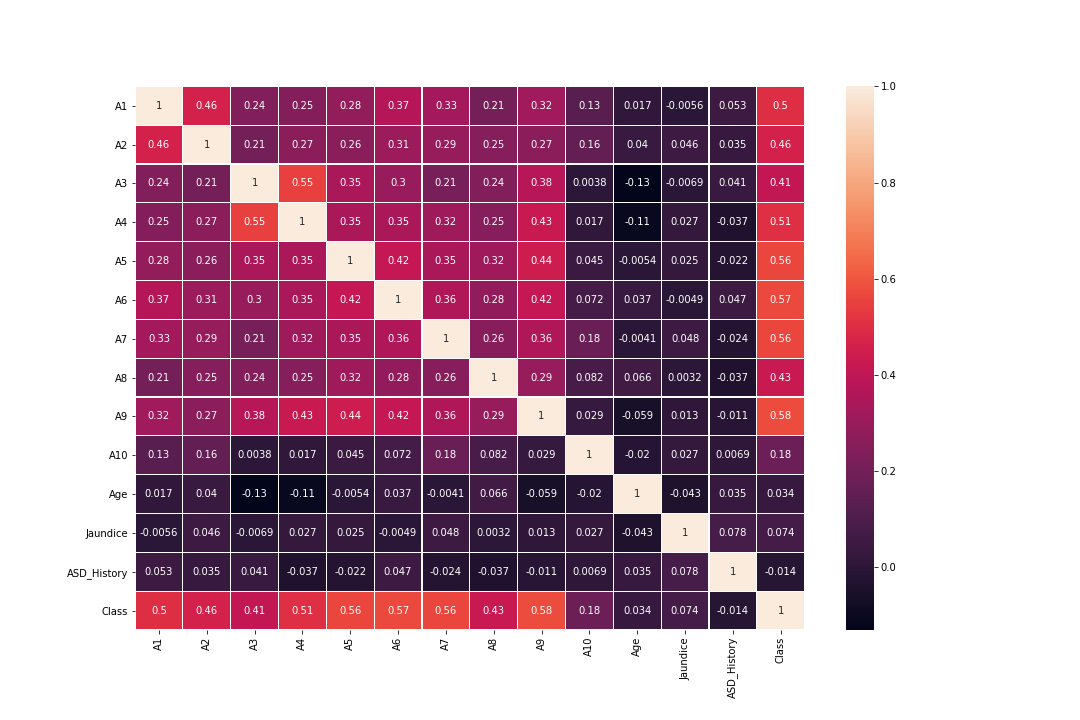 A1 1 0.46 0.24 0.25 0.28 0.37 0.33 0.21 0.32 0.13 0.017 -0.0056 0.053 0.5
A2 0.46 1 0.21 0.27 0.26 0.31 0.29 0.25 0.27 0.16 0.04 0.046 0.035 0.46
A3 0.24 0.21 1 0.55 0.35 0.3 0.21 0.24 0.38 0.0038 -0.13 -0.0069 0.041 0.41
A4 0.25 0.27 0.55 1 0.35 0.35 0.32 0.25 0.43 0.017 -0.11 0.027 -0.037 0.51
A5 0.28 0.26 0.35 0.35 1 0.42 0.35 0.32 0.44 0.045 -0.0054 0.025 -0.022 0.56
A6 0.37 0.31 0.3 0.35 0.42 1 0.36 0.28 0.42 0.072 0.037 -0.0049 0.047 0.57
A7 0.33 0.29 0.21 0.32 0.35 0.36 1 0.26 0.36 0.18 -0.0041 0.048 -0.024 0.56
A8 0.21 0.25 0.24 0.25 0.32 0.28 0.26 1 0.29 0.082 0.066 0.0032 -0.037 0.43
A9 0.32 0.27 0.38 0.43 0.44 0.42 0.36 0.29 1 0.029 -0.059 0.013 -0.011 0.58
A10 0.13 0.16 0.0038 0.017 0.045 0.072 0.18 0.082 0.029 1 -0.02 0.027 0.0069 0.18
Age 0.017 0.04 -0.13 -0.11 -0.0054 0.037 -0.0041 0.066 -0.059 -0.02 1 -0.043 0.035 0.034
Jaundice -0.0056 0.046 -0.0069 0.027 0.025 -0.0049 0.048 0.0032 0.013 0.027 -0.043 1 0.078 0.074
ASD_History 0.053 0.035 0.041 -0.037 -0.022 0.047 -0.024 -0.037 -0.011 0.0069 0.035 0.078 1 -0.014
Class 0.5 0.46 0.41 0.51 0.56 0.57 0.56 0.43 0.58 0.18 0.034 0.074 -0.014 1
A1 A2 A3 A4 A5 A6 A7 A8 A9 A10 Age Jaundice ASD_History Class
1.0
0.8
0.6
0.4
0.2
0.0